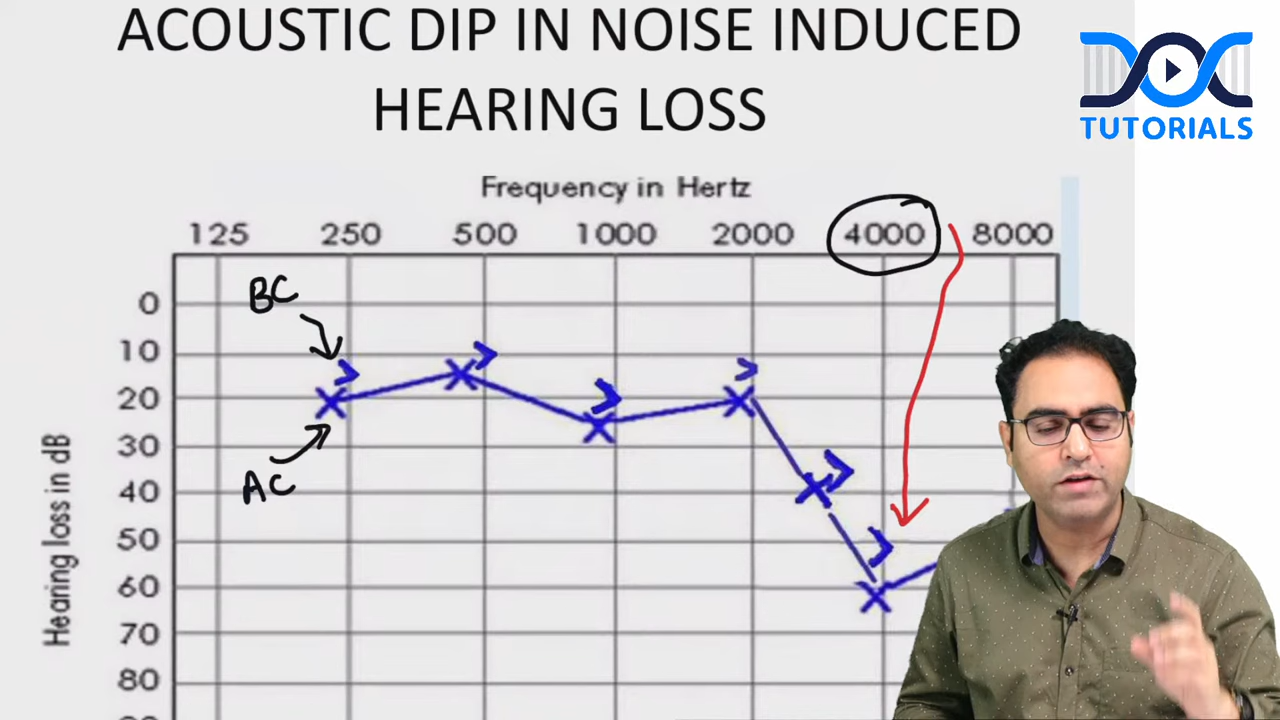 ACOUSTIC DIP IN NOISE INDUCED
HEARING LOSS
DOC
TUTORIALS
Frequency in Hertz
125 250 500 1000 2000 4000 8000
BC
AC
Hearing loss in dB
0
10
20
30
40
50
60
70
80